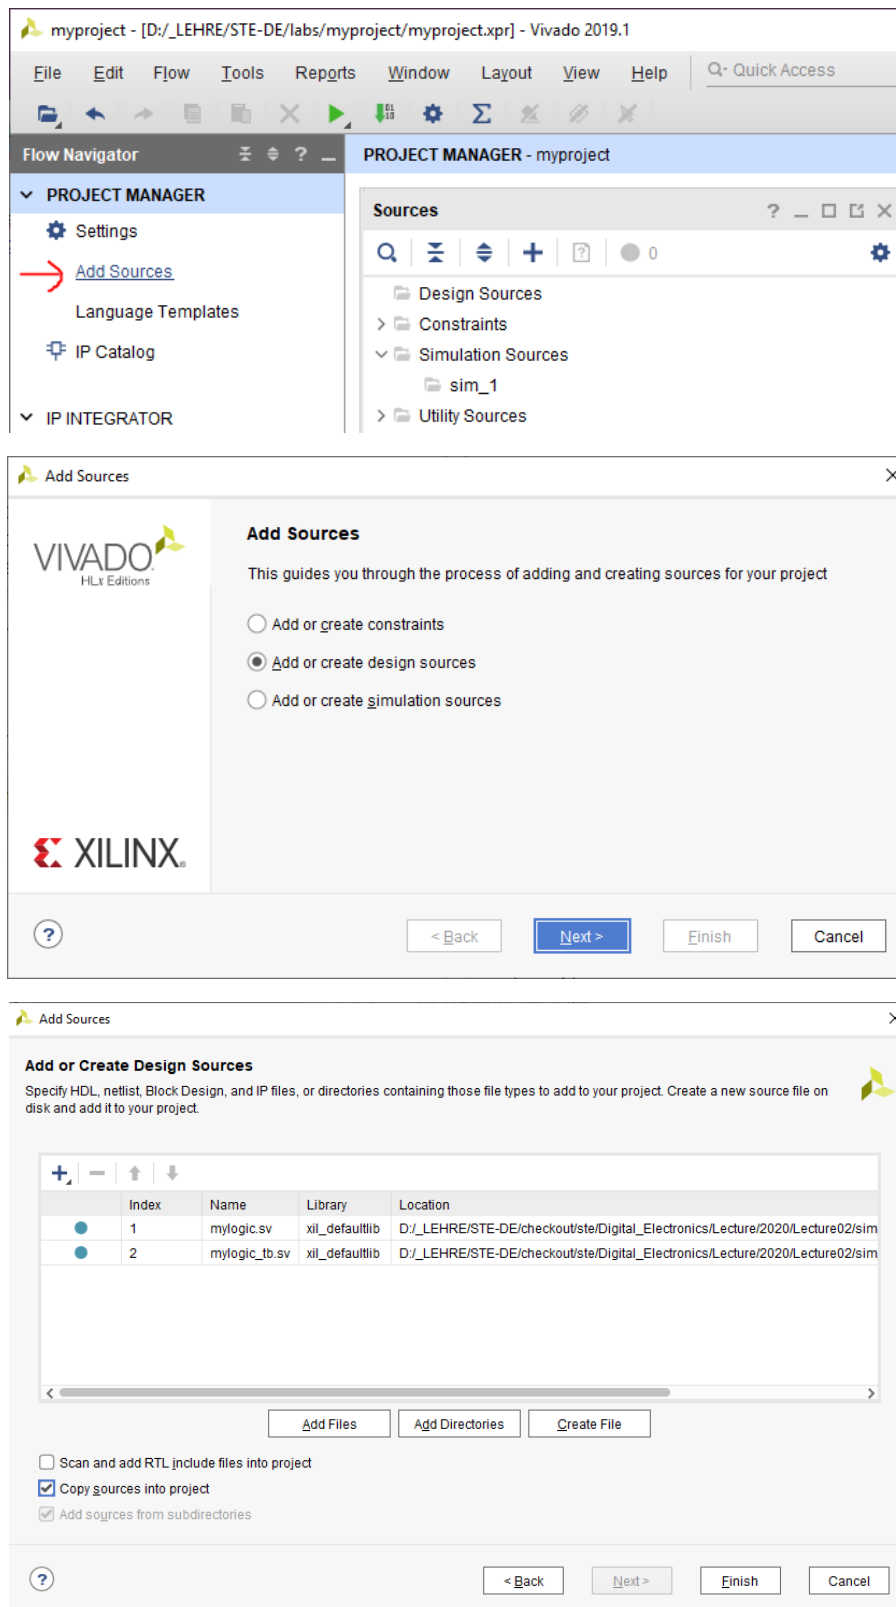 myproject - [D:/_LEHRE/STE-DE/labs/myproject/myproject.xpr] - Vivado 2019.1
File Edit Flow Tools Reports Window Layout View Help Quick Access
Flow Navigator ? PROJECT MANAGER - myproject
PROJECT MANAGER
Sources ?
Settings
0
Add Sources
Design Sources
Language Templates
Constraints
IP Catalog
Simulation Sources
sim_1
IP INTEGRATOR
Utility Sources
Add Sources
VIVADO.
HLx Editions
Add Sources
This guides you through the process of adding and creating sources for your project
Add or create constraints
Add or create design sources
Add or create simulation sources
XILINX.
? < Back Next > Finish Cancel
Add Sources
Add or Create Design Sources
Specify HDL, netlist, Block Design, and IP files, or directories containing those file types to add to your project. Create a new source file on
disk and add it to your project.
Index Name Library Location
1 mylogic.sv xil_defaultlib D:/_LEHRE/STE-DE/checkout/ste/Digital_Electronics/Lecture/2020/Lecture02/sim
2 mylogic_tb.sv xil_defaultlib D:/_LEHRE/STE-DE/checkout/ste/Digital_Electronics/Lecture/2020/Lecture02/sim
Add Files Add Directories Create File
Scan and add RTL include files into project
Copy sources into project
Add sources from subdirectories
? < Back Next > Finish Cancel